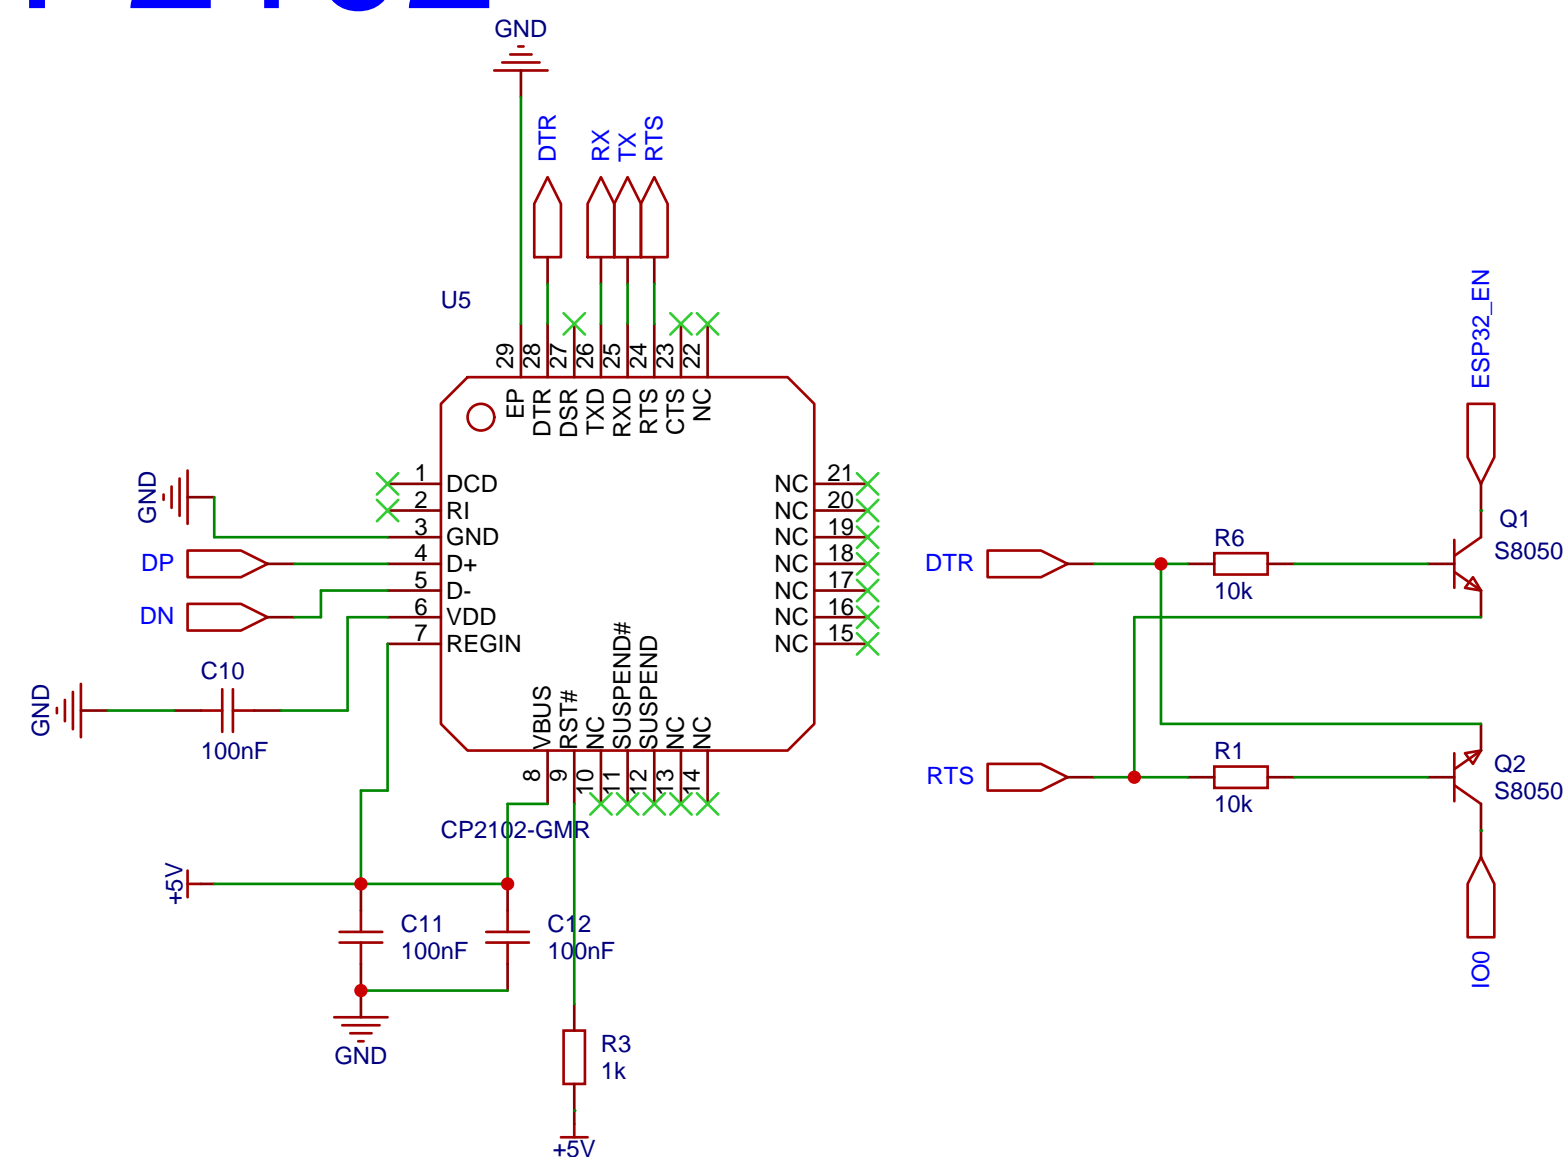 GND
DTR
RX
TX
RTS
U5
29
28
27
26
25
24
23
22
EP
DTR
DSR
TXD
RXD
RTS
CTS
NC
1 DCD
2 RI
3 GND
4 D+
5 D-
6 VDD
7 REGIN
GND
DP
DN
NC 21
NC 20
NC 19
NC 18
NC 17
NC 16
NC 15
C10
100nF
GND
VBUS
RST#
NC
SUSPEND#
SUSPEND
NC
NC
8
9
10
11
12
13
14
CP2102-GMR
+5V
C11
100nF
C12
100nF
GND
R3
1k
+5V
ESP32_EN
Q1
S8050
DTR
R6
10k
RTS
R1
10k
Q2
S8050
IO0